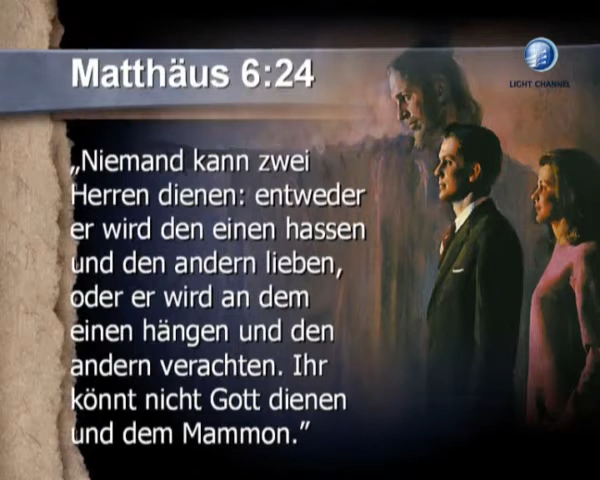 Matthäus 6:24
LIGHT CHANNEL
„Niemand kann zwei
Herren dienen: entweder
er wird den einen hassen
und den andern lieben,
oder er wird an dem
einen hängen und den
andern verachten. Ihr
könnt nicht Gott dienen
und dem Mammon.”